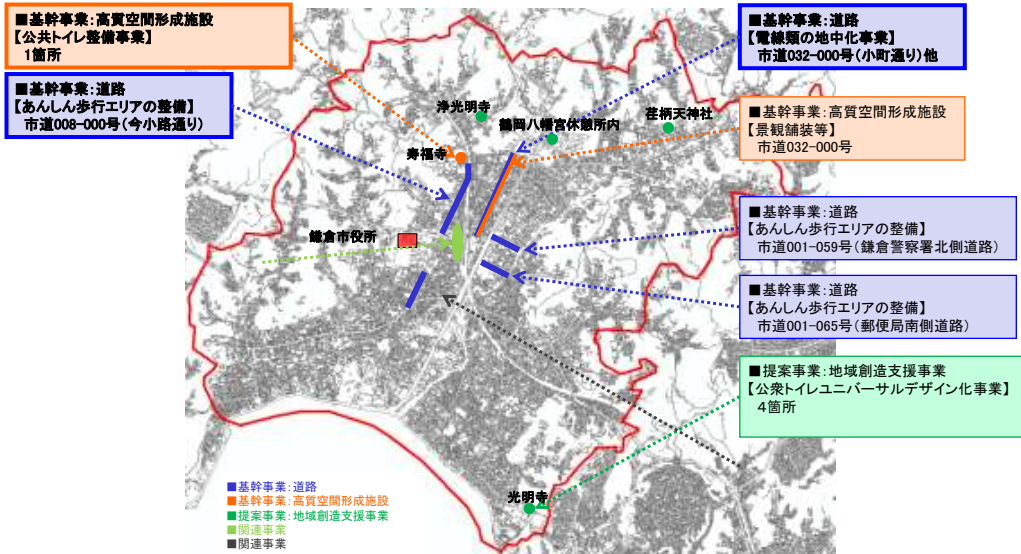 ■基幹事業:高質空間形成施設
【公共トイレ整備事業】
1箇所
■基幹事業:道路
【あんしん歩行エリアの整備】
市道008-000号(今小路通り)
■基幹事業:道路
【電線類の地中化事業】
市道032-000号(小町通り)他
■基幹事業:高質空間形成施設
【景観舗装等】
市道032-000号
■基幹事業:道路
【あんしん歩行エリアの整備】
市道001-059号(鎌倉警察署北側道路)
■基幹事業:道路
【あんしん歩行エリアの整備】
市道001-065号(郵便局南側道路)
■提案事業:地域創造支援事業
【公衆トイレユニバーサルデザイン化事業】
4箇所
浄光明寺
鶴岡八幡宮休憩所内
荏柄天神社
寿福寺
鎌倉市役所
光明寺
■基幹事業:道路
■基幹事業:高質空間形成施設
■提案事業:地域創造支援事業
■関連事業
■関連事業